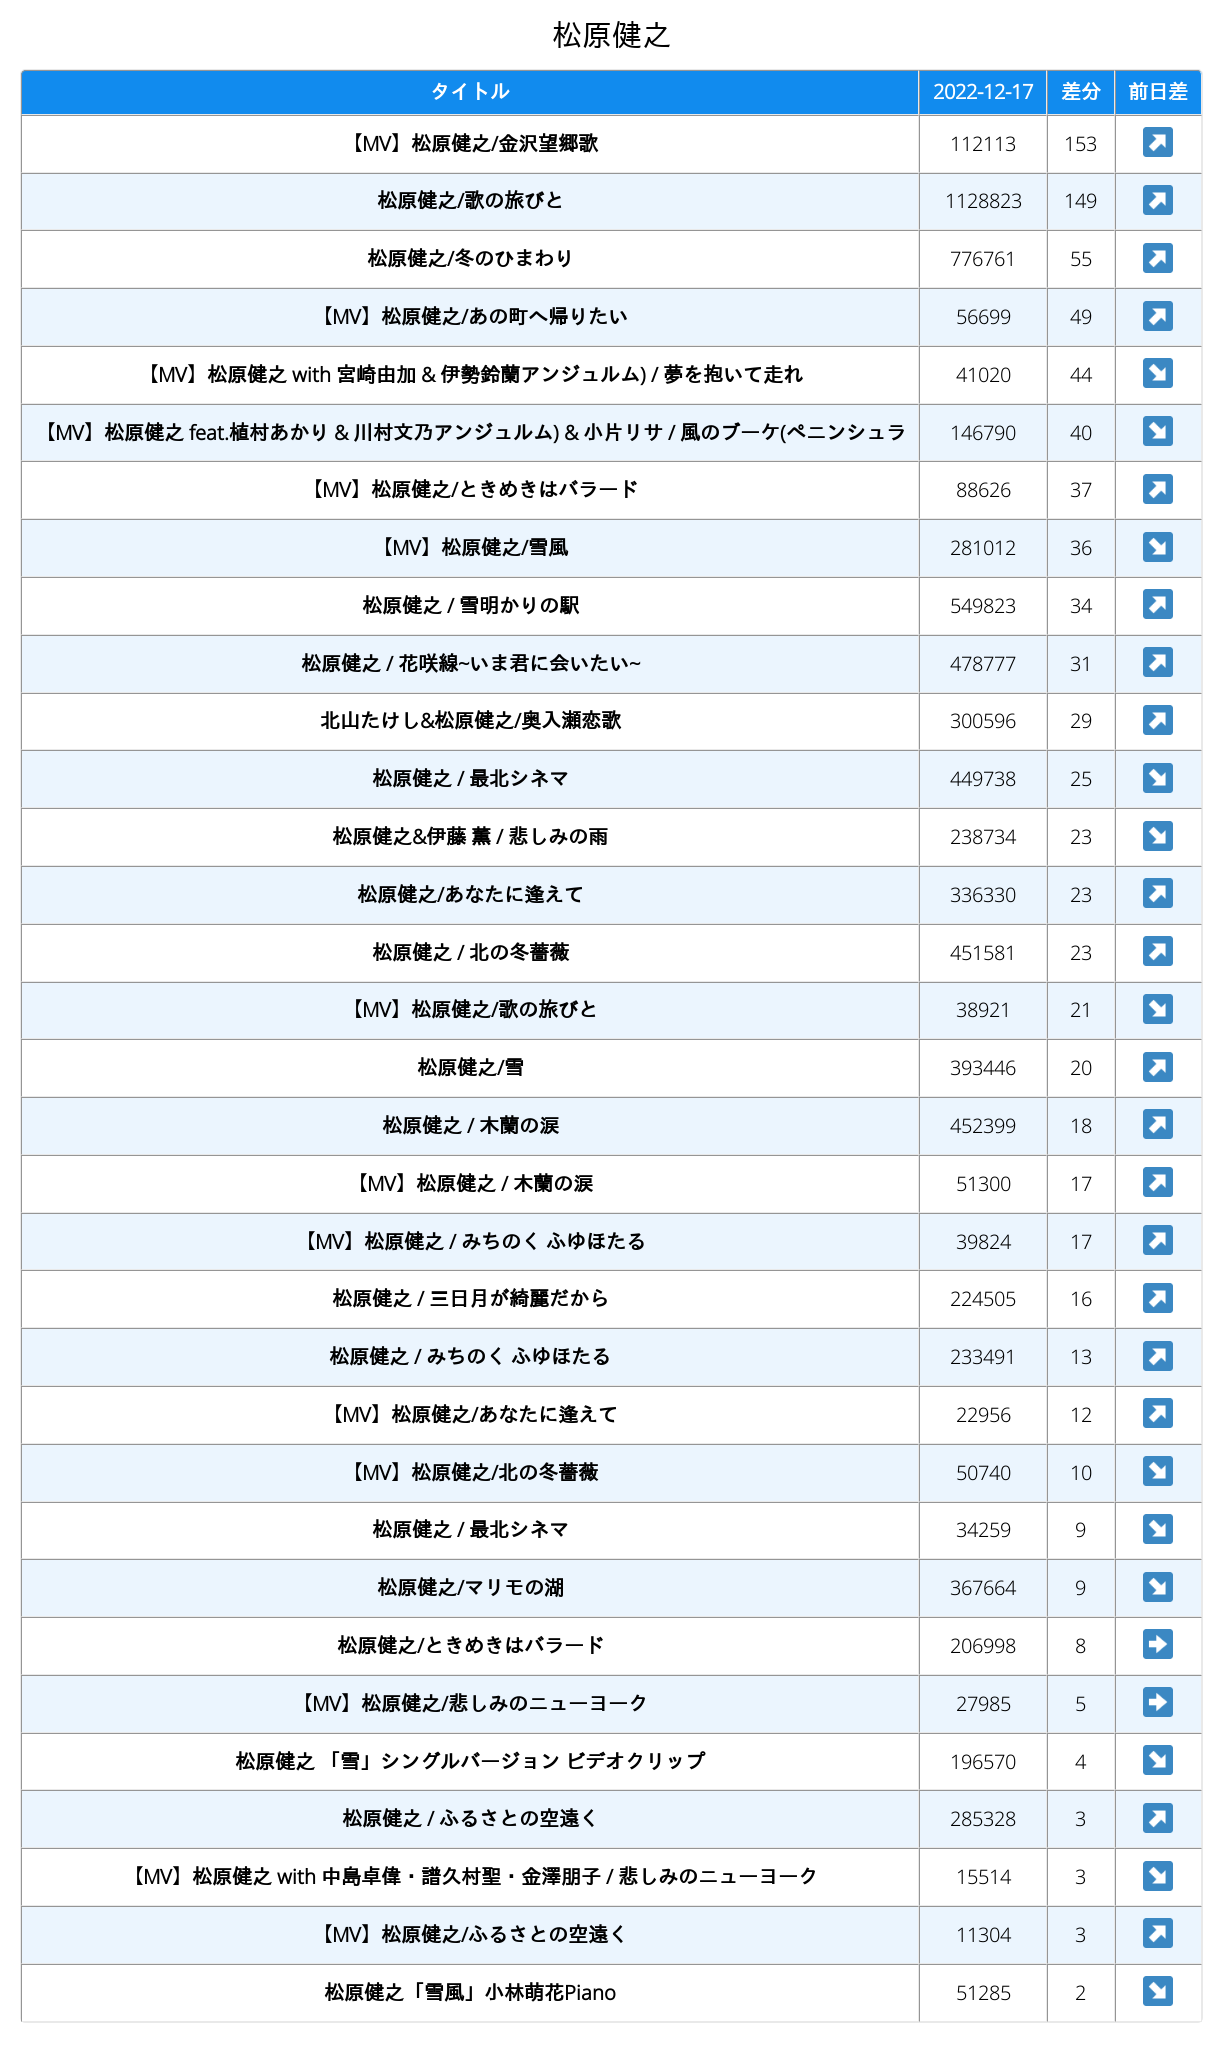 松原健之
タイトル 2022-12-17 差分 前日差
【MV】松原健之/金沢望郷歌 112113 153 ↗
松原健之/歌の旅びと 1128823 149 ↗
松原健之/冬のひまわり 776761 55 ↗
【MV】松原健之/あの町へ帰りたい 56699 49 ↗
【MV】松原健之 with 宮崎由加 & 伊勢鈴蘭アンジュルム) / 夢を抱いて走れ 41020 44 ↘
【MV】松原健之 feat.植村あかり & 川村文乃アンジュルム) & 小片リサ / 風のブーケ(ペニンシュラ 146790 40 ↘
【MV】松原健之/ときめきはバラード 88626 37 ↗
【MV】松原健之/雪風 281012 36 ↘
松原健之 / 雪明かりの駅 549823 34 ↗
松原健之 / 花咲線~いま君に会いたい~ 478777 31 ↗
北山たけし&松原健之/奥入瀬恋歌 300596 29 ↗
松原健之 / 最北シネマ 449738 25 ↘
松原健之&伊藤 薫 / 悲しみの雨 238734 23 ↘
松原健之/あなたに逢えて 336330 23 ↗
松原健之 / 北の冬薔薇 451581 23 ↗
【MV】松原健之/歌の旅びと 38921 21 ↘
松原健之/雪 393446 20 ↗
松原健之 / 木蘭の涙 452399 18 ↗
【MV】松原健之 / 木蘭の涙 51300 17 ↗
【MV】松原健之 / みちのく ふゆほたる 39824 17 ↗
松原健之 / 三日月が綺麗だから 224505 16 ↗
松原健之 / みちのく ふゆほたる 233491 13 ↗
【MV】松原健之/あなたに逢えて 22956 12 ↗
【MV】松原健之/北の冬薔薇 50740 10 ↘
松原健之 / 最北シネマ 34259 9 ↘
松原健之/マリモの湖 367664 9 ↘
松原健之/ときめきはバラード 206998 8 ➡
【MV】松原健之/悲しみのニューヨーク 27985 5 ➡
松原健之 「雪」シングルバージョン ビデオクリップ 196570 4 ↘
松原健之 / ふるさとの空遠く 285328 3 ↗
【MV】松原健之 with 中島卓偉・譜久村聖・金澤朋子 / 悲しみのニューヨーク 15514 3 ↘
【MV】松原健之/ふるさとの空遠く 11304 3 ↗
松原健之「雪風」小林萌花Piano 51285 2 ↘